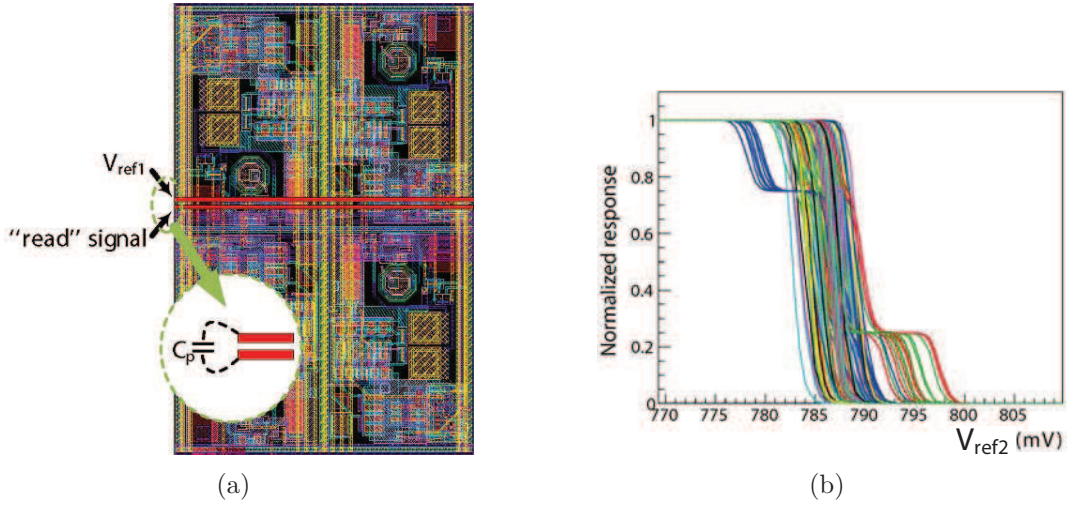 V_ref1
"read" signal
C_p
(a)
Normalized response
1
0.8
0.6
0.4
0.2
0
770 775 780 785 790 795 800 805
V_ref2 (mV)
(b)